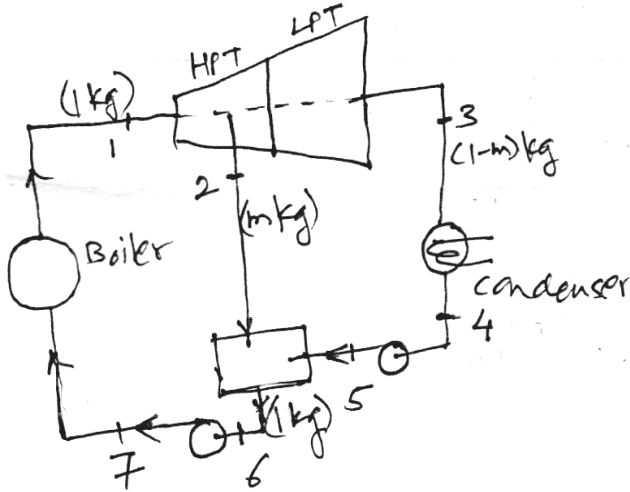 LPT
HPT
(1kg)
1
3
(1-m)kg
2
(mkg)
Boiler
condenser
4
5
(1kg)
7
6